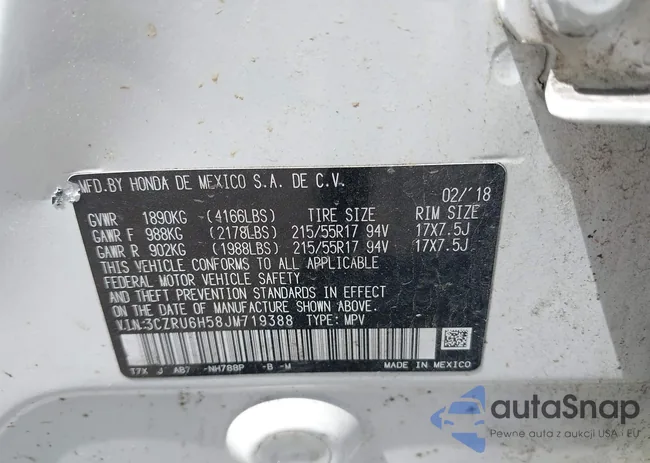 MFD.BY HONDA DE MEXICO S.A. DE C.V. 02/'18
GVWR 1890KG (4166LBS) TIRE SIZE RIM SIZE
GAWR F 988KG (2178LBS) 215/55R17 94V 17X7.5J
GAWR R 902KG (1988LBS) 215/55R17 94V 17X7.5J
THIS VEHICLE CONFORMS TO ALL APPLICABLE
FEDERAL MOTOR VEHICLE SAFETY
AND THEFT PREVENTION STANDARDS IN EFFECT
ON THE DATE OF MANUFACTURE SHOWN ABOVE.
V.I.N:3CZRU6H58JM719388 TYPE: MPV
T7X J AB7 -NH788P B -M
MADE IN MEXICO
autaSnap
Pewne auta z aukcji USA i EU